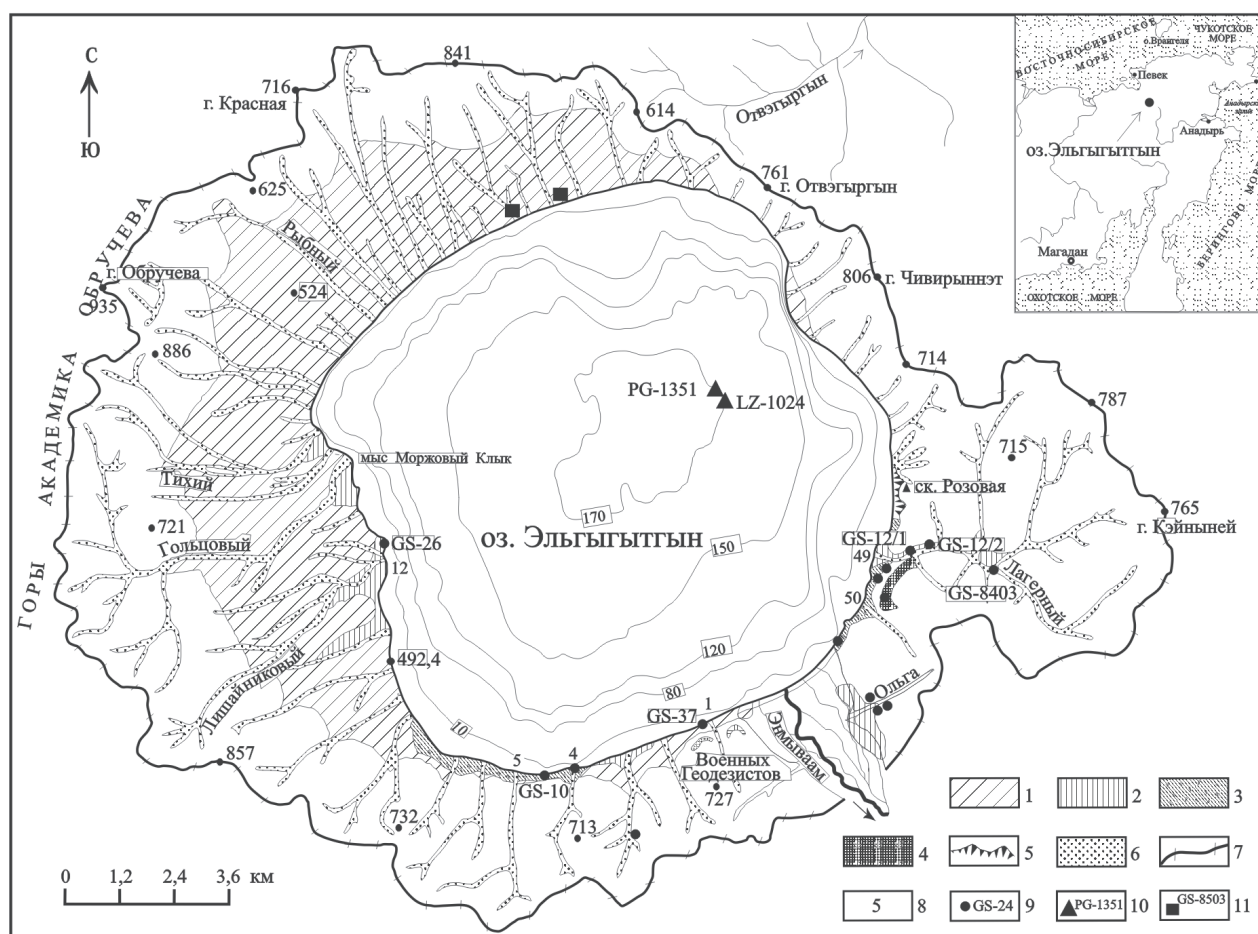 С
Ю
841
716
г. Красная
614
Отвэгыргын
761
г. Отвэгыргын
625
Рыбный
г. Обручева
935
524
806
г. Чивирыннэт
886
714
787
ГОРЫ АКАДЕМИКА ОБРУЧЕВА
PG-1351
LZ-1024
мыс Моржовый Клык
715
ск. Розовая
Тихий
170
765
г. Кэйныней
721
оз. Эльгыгытгын
150
Гольцовый
GS-26
12
GS-12/1
GS-12/2
49
GS-8403
Лагерный
50
120
492,4
Лишайниковый
80
Ольга
10
GS-37
1
Энмываам
857
5
4
GS-10
Военных
Геодезистов
727
732
713
0 1,2 2,4 3,6 км
ВОСТОЧНО-СИБИРСКОЕ
МОРЕ
о.Врангеля
ЧУКОТСКОЕ
МОРЕ
Певек
Анадырь
оз. Эльгыгытгын
Магадан
ОХОТСКОЕ МОРЕ
БЕРИНГОВО МОРЕ
1
2
3
4
5
6
7
5 8
GS-24 9
PG-1351 10
GS-8503 11